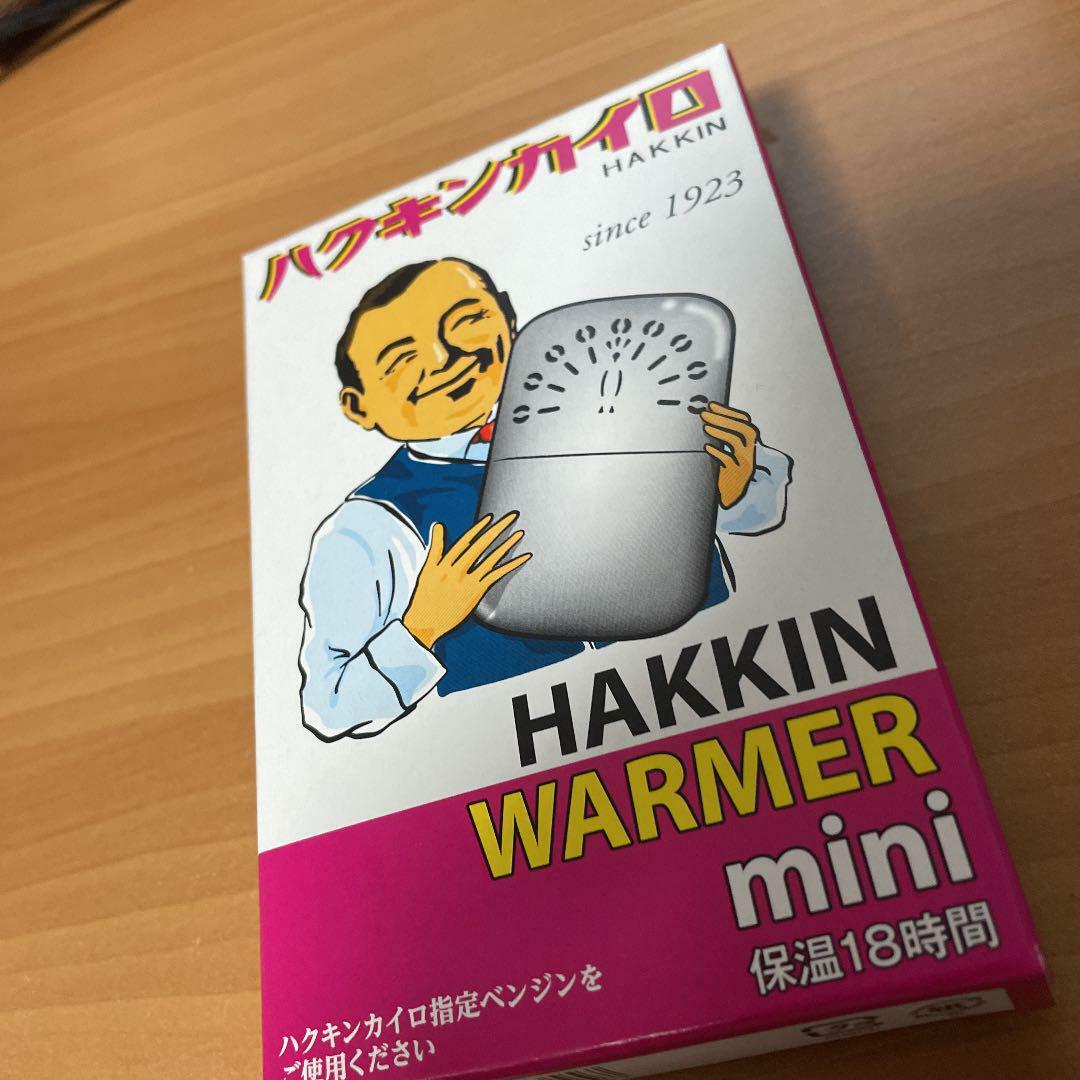 ハクキンカイロ
HAKKIN
since 1923
HAKKIN
WARMER
mini
保温18時間
ハクキンカイロ指定ベンジンを
ご使用ください